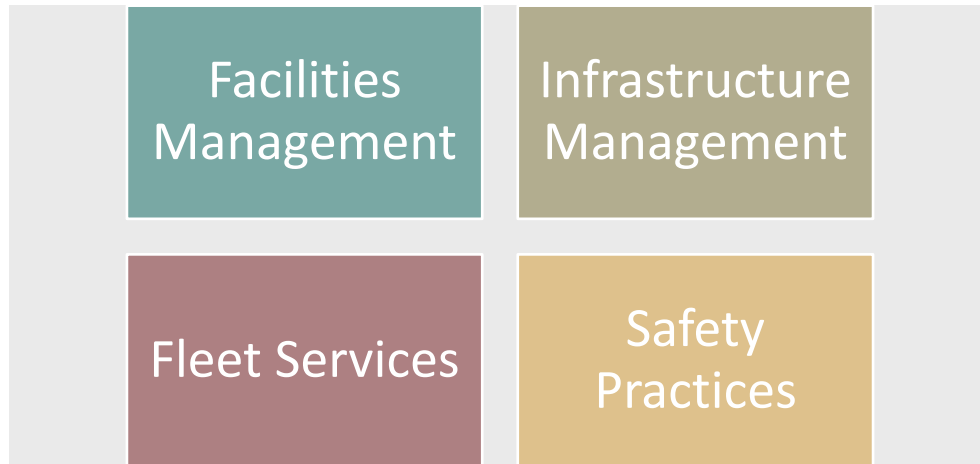 Facilities
Management
Infrastructure
Management
Fleet Services
Safety
Practices